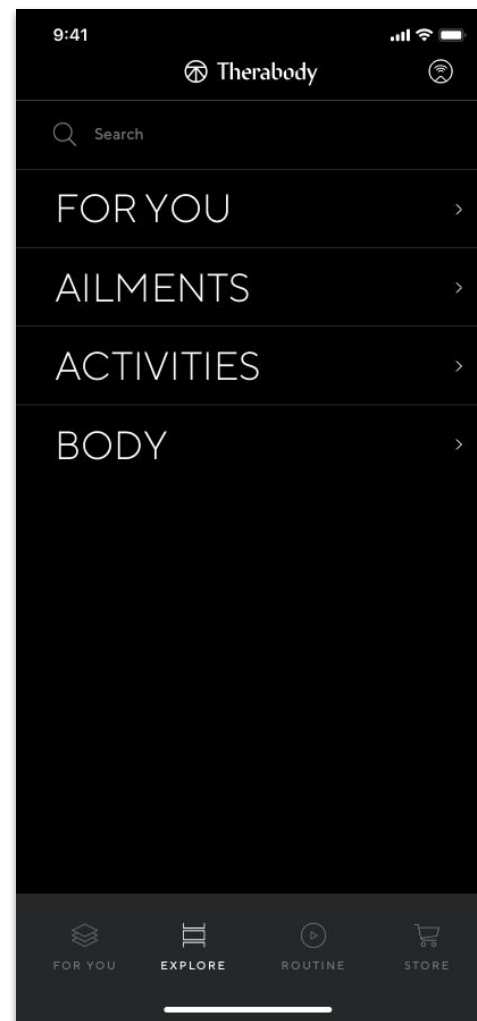 9:41
Therabody
Search
FOR YOU
AILMENTS
ACTIVITIES
BODY
FOR YOU EXPLORE ROUTINE STORE